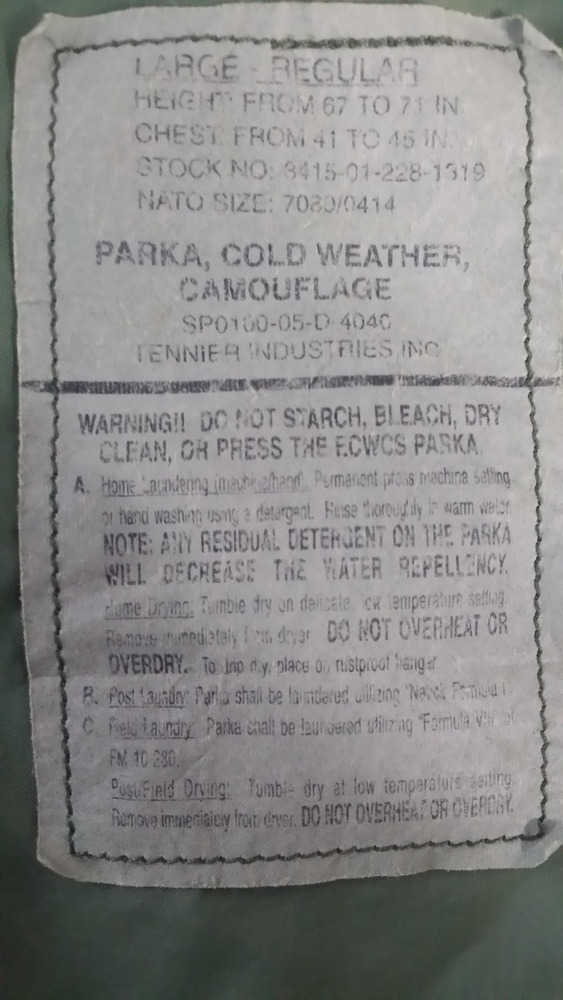 LARGE - REGULAR
HEIGHT FROM 67 TO 71 IN.
CHEST FROM 41 TO 45 IN.
STOCK NO: 8415-01-228-1319
NATO SIZE: 7080/0414
PARKA, COLD WEATHER,
CAMOUFLAGE
SP0100-05-D-4040
TENNIER INDUSTRIES, INC
WARNING!! DO NOT STARCH, BLEACH, DRY
CLEAN, OR PRESS THE ECWCS PARKA
A. Home Laundering (machine/hand). Permanent press machine setting
or hand washing using a detergent. Rinse thoroughly in warm water.
NOTE: ANY RESIDUAL DETERGENT ON THE PARKA
WILL DECREASE THE WATER REPELLENCY.
Home Drying: Tumble dry on delicate, low temperature setting.
Remove immediately from dryer. DO NOT OVERHEAT OR
OVERDRY. To drip dry, place on rustproof hanger.
B. Post Laundry: Parka shall be laundered utilizing "Navck Formula I
C. Field Laundry: Parka shall be laundered utilizing "Formula VIII of
FM 10-280.
Post/Field Drying: Tumble dry at low temperature setting.
Remove immediately from dryer. DO NOT OVERHEAT OR OVERDRY.